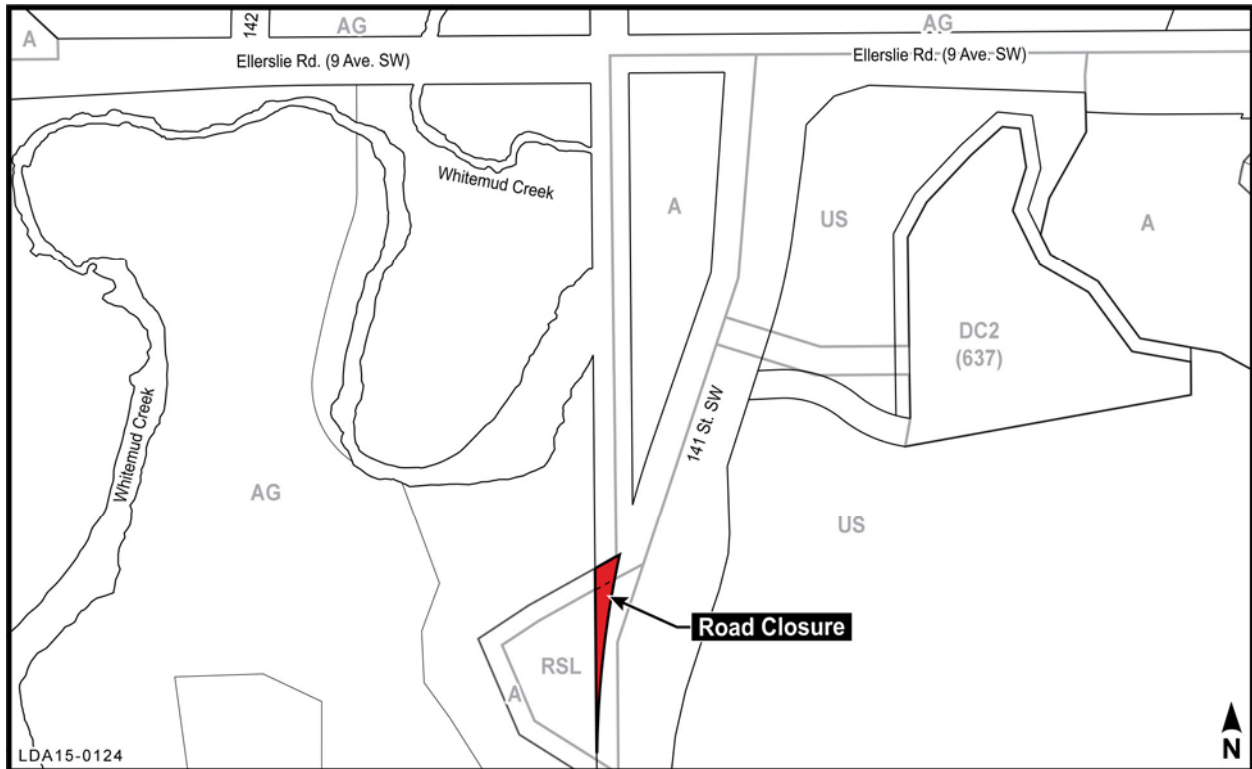 142
AG
AG
A
Ellerslie Rd. (9 Ave. SW)
Ellerslie Rd. (9 Ave. SW)
Whitemud Creek
A
US
A
DC2
(637)
Whitemud Creek
141 St. SW
AG
US
Road Closure
RSL
A
LDA15-0124
N